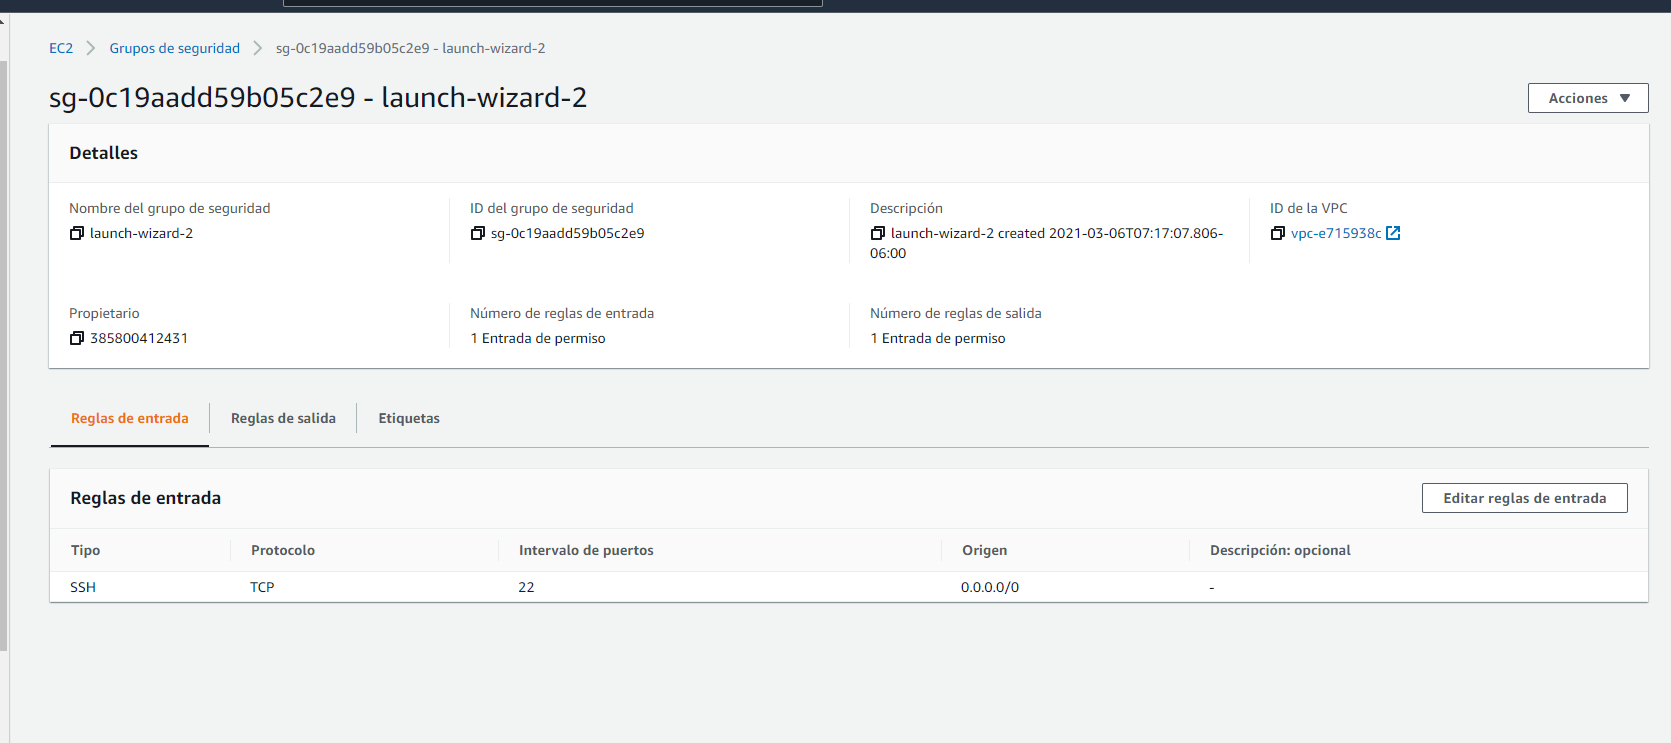 EC2 > Grupos de seguridad > sg-0c19aadd59b05c2e9 - launch-wizard-2
sg-0c19aadd59b05c2e9 - launch-wizard-2
Acciones
Detalles
Nombre del grupo de seguridad
launch-wizard-2
ID del grupo de seguridad
sg-0c19aadd59b05c2e9
Descripción
launch-wizard-2 created 2021-03-06T07:17:07.806-
06:00
ID de la VPC
vpc-e715938c
Propietario
385800412431
Número de reglas de entrada
1 Entrada de permiso
Número de reglas de salida
1 Entrada de permiso
Reglas de entrada
Reglas de salida
Etiquetas
Reglas de entrada
Editar reglas de entrada
Tipo Protocolo Intervalo de puertos Origen Descripción: opcional
SSH TCP 22 0.0.0.0/0 -